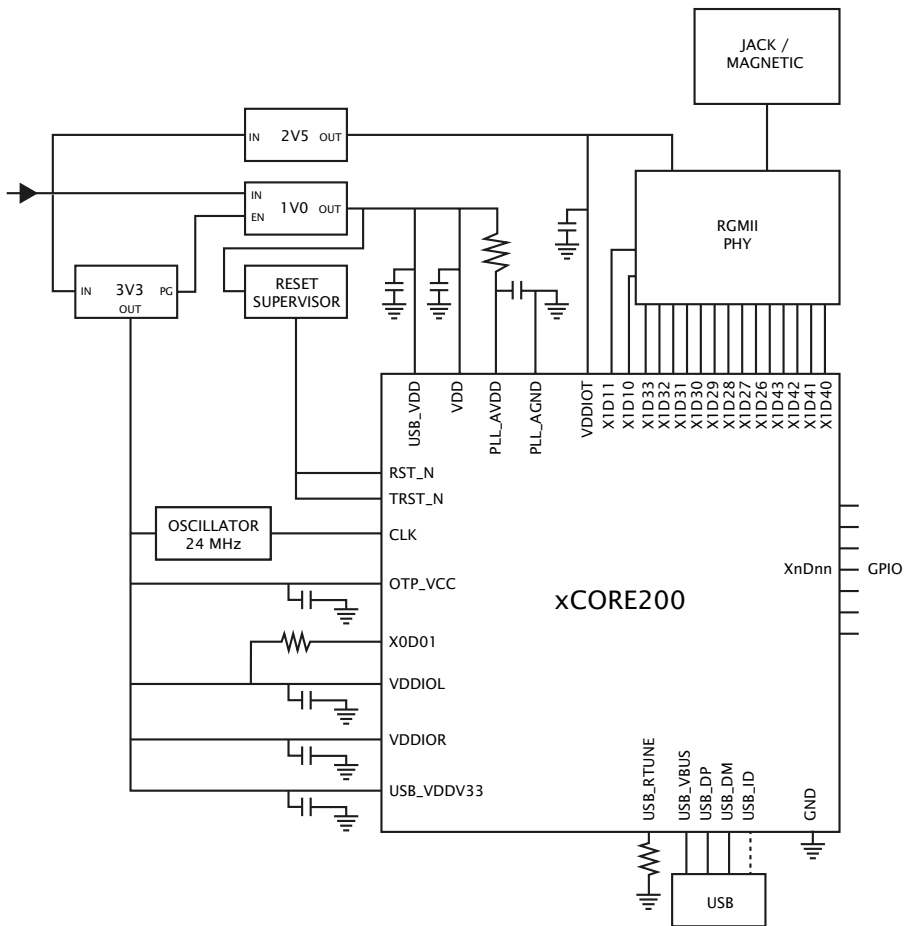 JACK /
MAGNETIC
IN 2V5 OUT
IN
1V0 OUT
EN
RGMII
PHY
IN 3V3 PG
OUT
RESET
SUPERVISOR
USB_VDD
VDD
PLL_AVDD
PLL_AGND
VDDIOT
X1D11
X1D10
X1D33
X1D32
X1D31
X1D30
X1D29
X1D28
X1D27
X1D26
X1D43
X1D42
X1D41
X1D40
RST_N
TRST_N
OSCILLATOR
24 MHz
CLK
OTP_VCC
X0D01
VDDIOL
VDDIOR
USB_VDDV33
xCORE200
XnDnn GPIO
USB_RTUNE
USB_VBUS
USB_DP
USB_DM
USB_ID
GND
USB